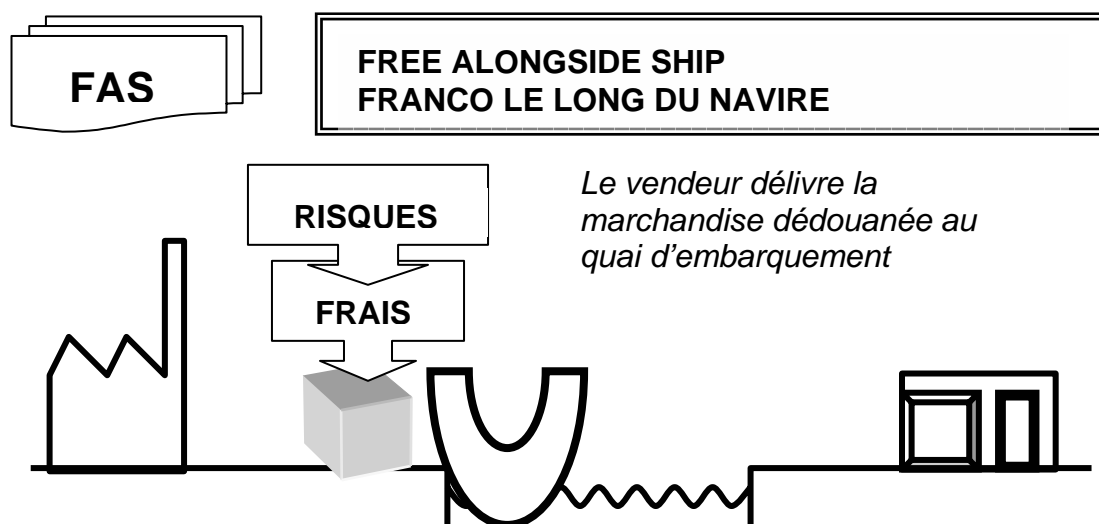 FAS
FREE ALONGSIDE SHIP
FRANCO LE LONG DU NAVIRE
RISQUES
Le vendeur délivre la
marchandise dédouanée au
quai d’embarquement
FRAIS